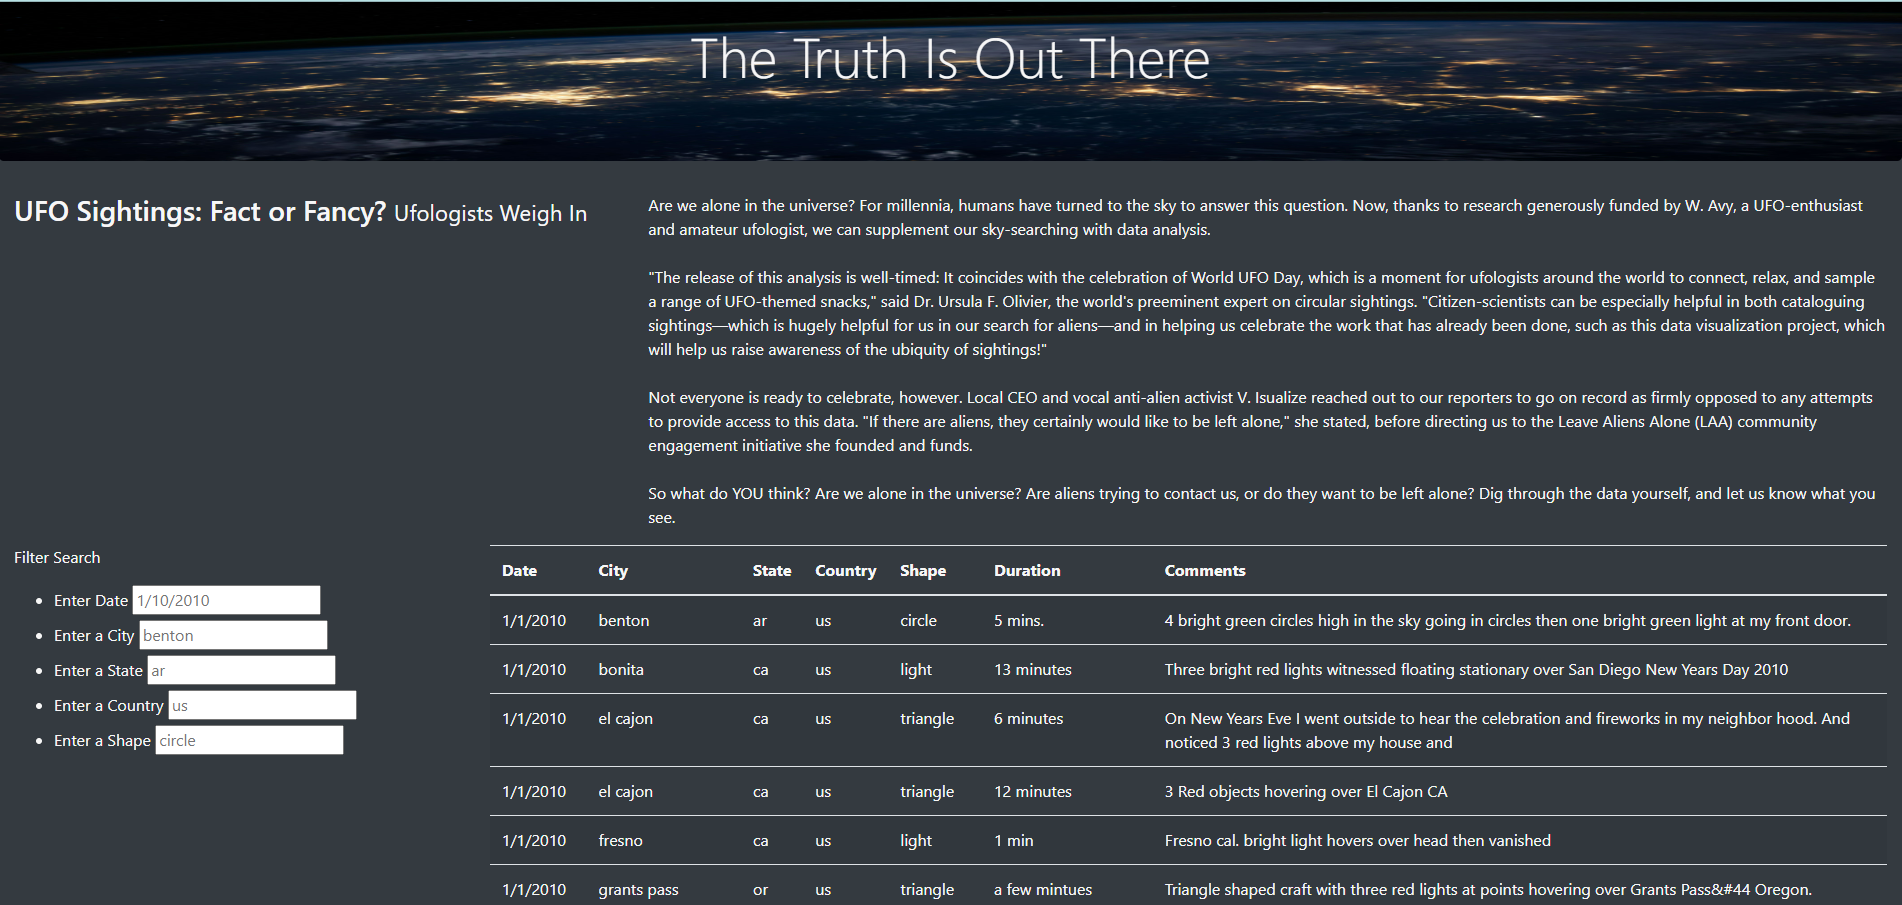 The Truth Is Out There
UFO Sightings: Fact or Fancy? Ufologists Weigh In
Are we alone in the universe? For millennia, humans have turned to the sky to answer this question. Now, thanks to research generously funded by W. Avy, a UFO-enthusiast
and amateur ufologist, we can supplement our sky-searching with data analysis.
"The release of this analysis is well-timed: It coincides with the celebration of World UFO Day, which is a moment for ufologists around the world to connect, relax, and sample
a range of UFO-themed snacks," said Dr. Ursula F. Olivier, the world's preeminent expert on circular sightings. "Citizen-scientists can be especially helpful in both cataloguing
sightings—which is hugely helpful for us in our search for aliens—and in helping us celebrate the work that has already been done, such as this data visualization project, which
will help us raise awareness of the ubiquity of sightings!"
Not everyone is ready to celebrate, however. Local CEO and vocal anti-alien activist V. Isualize reached out to our reporters to go on record as firmly opposed to any attempts
to provide access to this data. "If there are aliens, they certainly would like to be left alone," she stated, before directing us to the Leave Aliens Alone (LAA) community
engagement initiative she founded and funds.
So what do YOU think? Are we alone in the universe? Are aliens trying to contact us, or do they want to be left alone? Dig through the data yourself, and let us know what you
see.
Filter Search
Enter Date 1/10/2010
Enter a City benton
Enter a State ar
Enter a Country us
Enter a Shape circle
Date City State Country Shape Duration Comments
1/1/2010 benton ar us circle 5 mins. 4 bright green circles high in the sky going in circles then one bright green light at my front door.
1/1/2010 bonita ca us light 13 minutes Three bright red lights witnessed floating stationary over San Diego New Years Day 2010
1/1/2010 el cajon ca us triangle 6 minutes On New Years Eve I went outside to hear the celebration and fireworks in my neighbor hood. And
noticed 3 red lights above my house and
1/1/2010 el cajon ca us triangle 12 minutes 3 Red objects hovering over El Cajon CA
1/1/2010 fresno ca us light 1 min Fresno cal. bright light hovers over head then vanished
1/1/2010 grants pass or us triangle a few mintues Triangle shaped craft with three red lights at points hovering over Grants Pass&#44 Oregon.